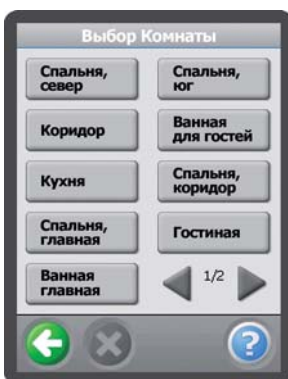 Выбор Комнаты
Спальня,
север
Спальня,
юг
Коридор
Ванная
для гостей
Кухня
Спальня,
коридор
Спальня,
главная
Гостиная
Ванная
главная
1/2
?